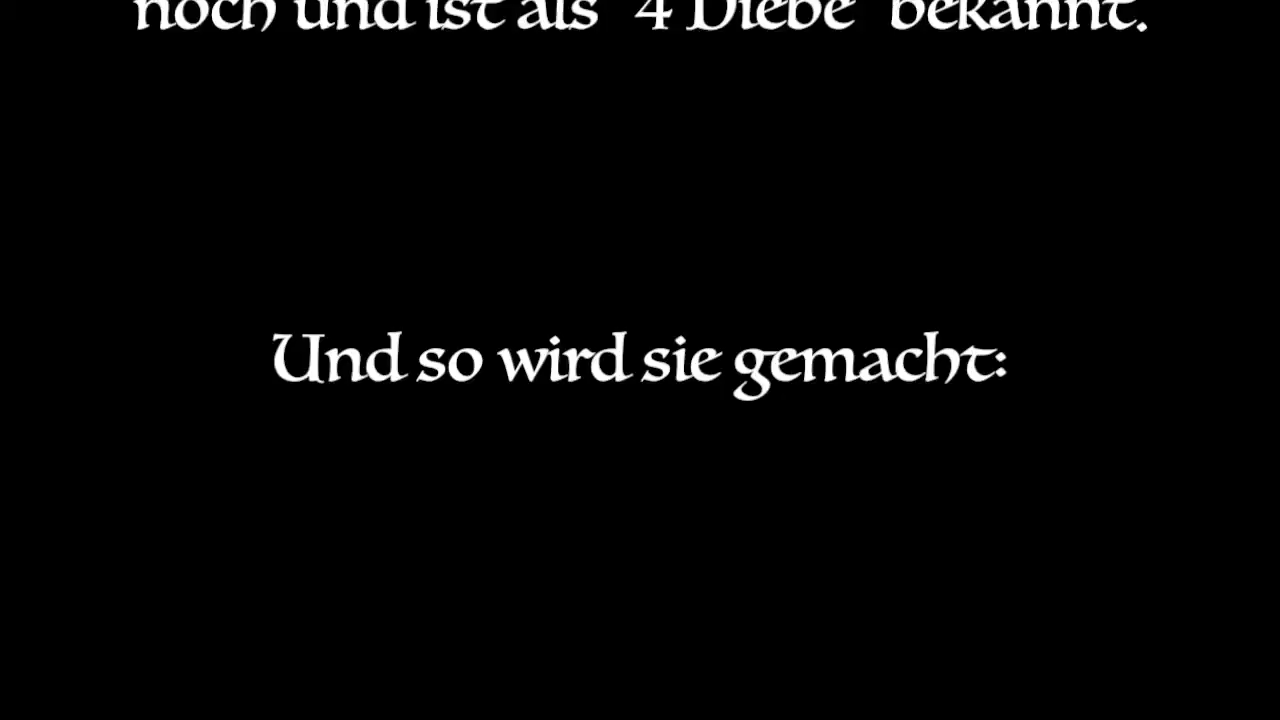 noch und ist als "4 Diebe" bekannt.
Und so wird sie gemacht: